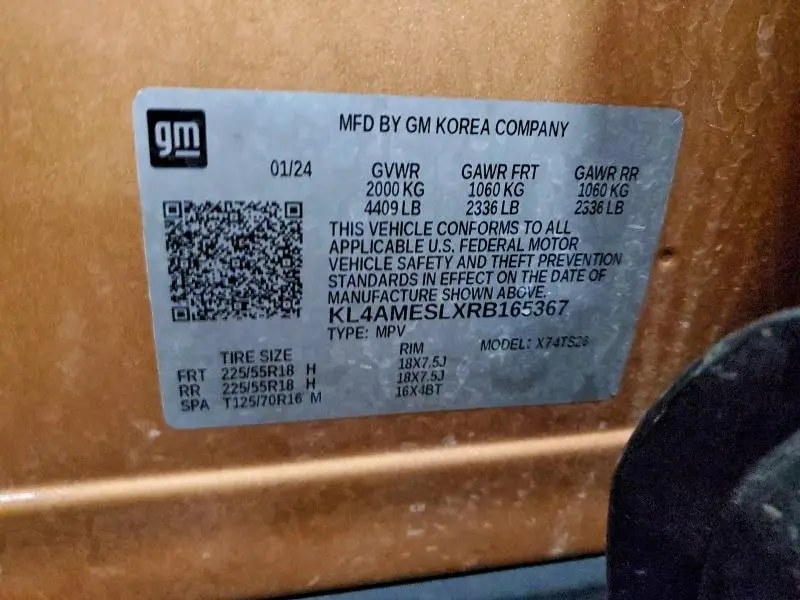 gm
MFD BY GM KOREA COMPANY
01/24 GVWR GAWR FRT GAWR RR
2000 KG 1060 KG 1060 KG
4409 LB 2336 LB 2336 LB
THIS VEHICLE CONFORMS TO ALL
APPLICABLE U.S. FEDERAL MOTOR
VEHICLE SAFETY AND THEFT PREVENTION
STANDARDS IN EFFECT ON THE DATE OF
MANUFACTURE SHOWN ABOVE.
KL4AMESLXRB165367
TYPE: MPV
TIRE SIZE RIM MODEL: X74TS26
FRT 225/55R18 H 18X7.5J
RR 225/55R18 H 18X7.5J
SPA T125/70R16 M 16X4BT